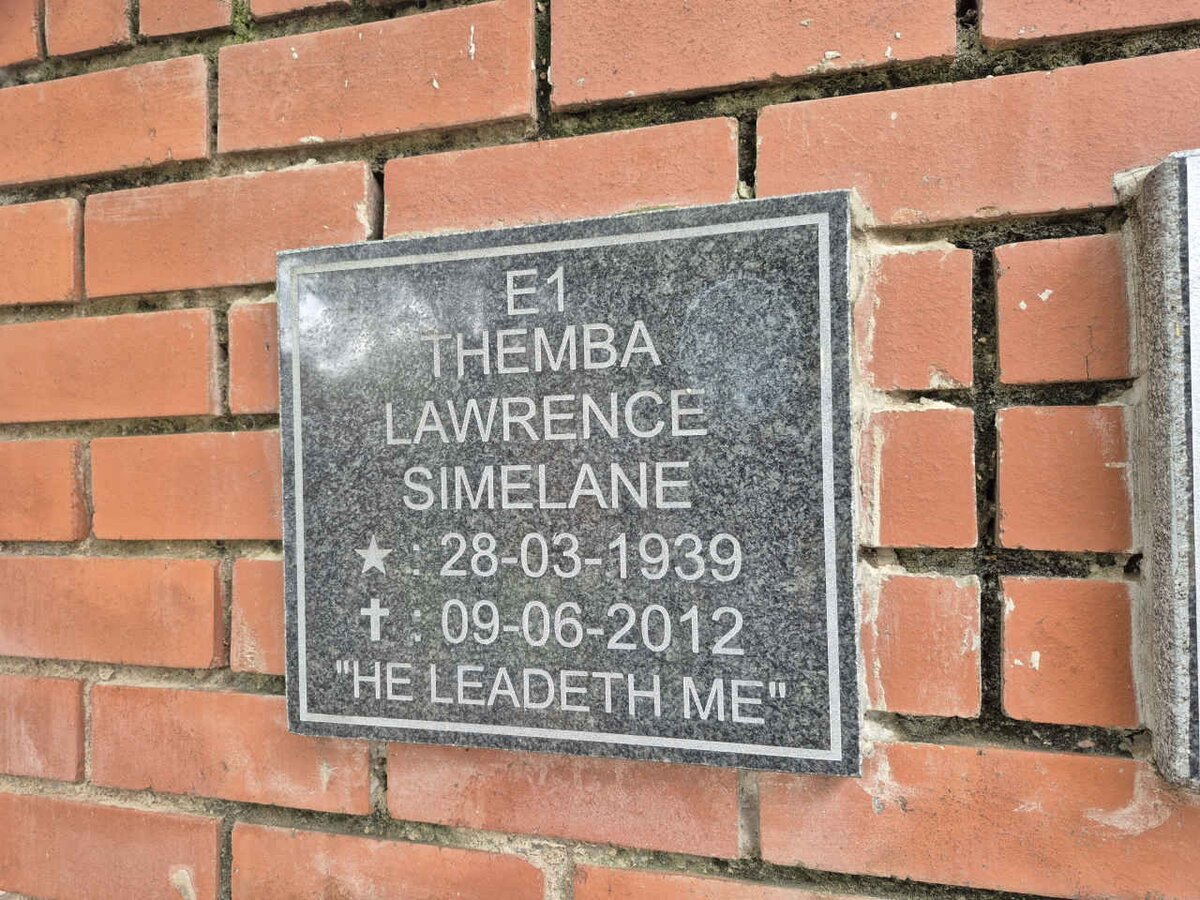 E1
THEMBA
LAWRENCE
SIMELANE
★ : 28-03-1939
✝ : 09-06-2012
"HE LEADETH ME"